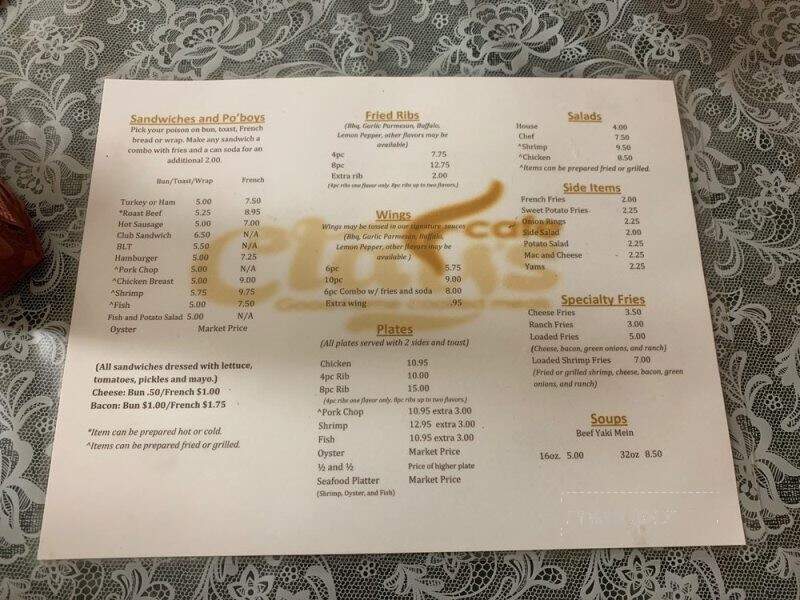 Sandwiches and Po'boys
Pick your poison on bun, toast, French
bread or wrap. Make any sandwich a
combo with fries and a can soda for an
additional 2.00.
Bun/Toast/Wrap French
Turkey or Ham 5.00 7.50
*Roast Beef 5.25 8.95
Hot Sausage 5.00 7.00
Club Sandwich 6.50 N/A
BLT 5.50 N/A
Hamburger 5.00 7.25
^Pork Chop 5.00 N/A
^Chicken Breast 5.00 9.00
^Shrimp 5.75 9.75
^Fish 5.00 7.50
Fish and Potato Salad 5.00 N/A
Oyster Market Price
(All sandwiches dressed with lettuce,
tomatoes, pickles and mayo.)
Cheese: Bun .50/French $1.00
Bacon: Bun $1.00/French $1.75
*Item can be prepared hot or cold.
^Items can be prepared fried or grilled.
Fried Ribs
(Bbq, Garlic Parmesan, Buffalo,
Lemon Pepper, other flavors may be
available)
4pc 7.75
8pc 12.75
Extra rib 2.00
(4pc ribs one flavor only. 8pc ribs up to two flavors.)
Wings
Wings may be tossed in our signature sauces
(Bbq, Garlic Parmesan, Buffalo,
Lemon Pepper, other flavors may be
available )
6pc 5.75
10pc 9.00
6pc Combo w/ fries and soda 8.00
Extra wing .95
Plates
(All plates served with 2 sides and toast)
Chicken 10.95
4pc Rib 10.00
8pc Rib 15.00
(4pc ribs one flavor only. 8pc ribs up to two flavors.)
^Pork Chop 10.95 extra 3.00
Shrimp 12.95 extra 3.00
Fish 10.95 extra 3.00
Oyster Market Price
½ and ½ Price of higher plate
Seafood Platter Market Price
(Shrimp, Oyster, and Fish)
Salads
House 4.00
Chef 7.50
^Shrimp 9.50
^Chicken 8.50
^Items can be prepared fried or grilled.
Side Items
French Fries 2.00
Sweet Potato Fries 2.25
Onion Rings 2.25
Side Salad 2.00
Potato Salad 2.25
Mac and Cheese 2.25
Yams 2.25
Specialty Fries
Cheese Fries 3.50
Ranch Fries 3.00
Loaded Fries 5.00
(Cheese, bacon, green onions, and ranch)
Loaded Shrimp Fries 7.00
(Fried or grilled shrimp, cheese, bacon, green
onions, and ranch)
Soups
Beef Yaki Mein
16oz. 5.00 32oz 8.50